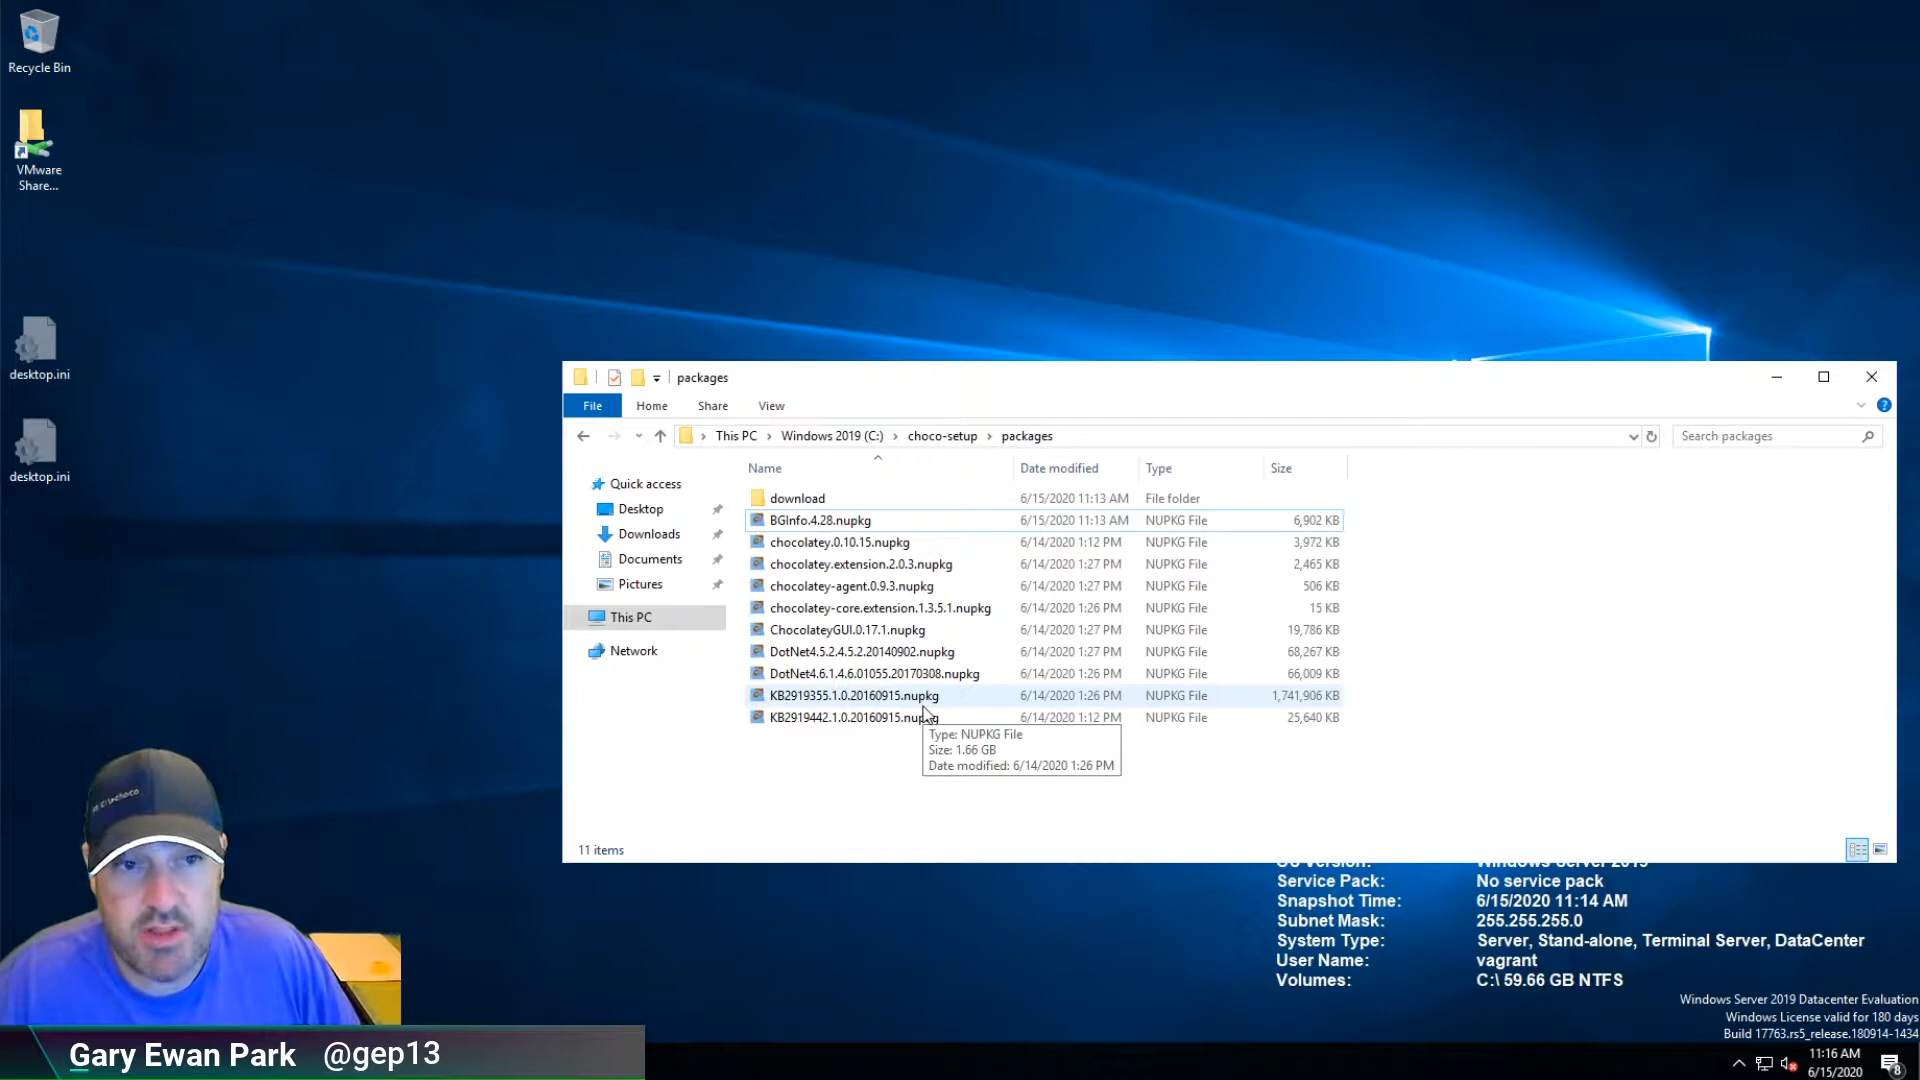 Recycle Bin
VMware
Share...
desktop.ini
desktop.ini
packages
File Home Share View
This PC > Windows 2019 (C:) > choco-setup > packages
Search packages
Name Date modified Type Size
Quick access
Desktop
Downloads
Documents
Pictures
This PC
Network
download 6/15/2020 11:13 AM File folder
BGInfo.4.28.nupkg 6/15/2020 11:13 AM NUPKG File 6,902 KB
chocolatey.0.10.15.nupkg 6/14/2020 1:12 PM NUPKG File 3,972 KB
chocolatey.extension.2.0.3.nupkg 6/14/2020 1:27 PM NUPKG File 2,465 KB
chocolatey-agent.0.9.3.nupkg 6/14/2020 1:27 PM NUPKG File 506 KB
chocolatey-core.extension.1.3.5.1.nupkg 6/14/2020 1:26 PM NUPKG File 15 KB
ChocolateyGUI.0.17.1.nupkg 6/14/2020 1:27 PM NUPKG File 19,786 KB
DotNet4.5.2.4.5.2.20140902.nupkg 6/14/2020 1:27 PM NUPKG File 68,267 KB
DotNet4.6.1.4.6.01055.20170308.nupkg 6/14/2020 1:26 PM NUPKG File 66,009 KB
KB2919355.1.0.20160915.nupkg 6/14/2020 1:26 PM NUPKG File 1,741,906 KB
KB2919442.1.0.20160915.nupkg 6/14/2020 1:12 PM NUPKG File 25,640 KB
Type: NUPKG File
Size: 1.66 GB
Date modified: 6/14/2020 1:26 PM
11 items
OS Version: Windows Server 2019
Service Pack: No service pack
Snapshot Time: 6/15/2020 11:14 AM
Subnet Mask: 255.255.255.0
System Type: Server, Stand-alone, Terminal Server, DataCenter
User Name: vagrant
Volumes: C:\ 59.66 GB NTFS
Windows Server 2019 Datacenter Evaluation
Windows License valid for 180 days
Build 17763.rs5_release.180914-1434
11:16 AM
6/15/2020
8
Gary Ewan Park @gep13